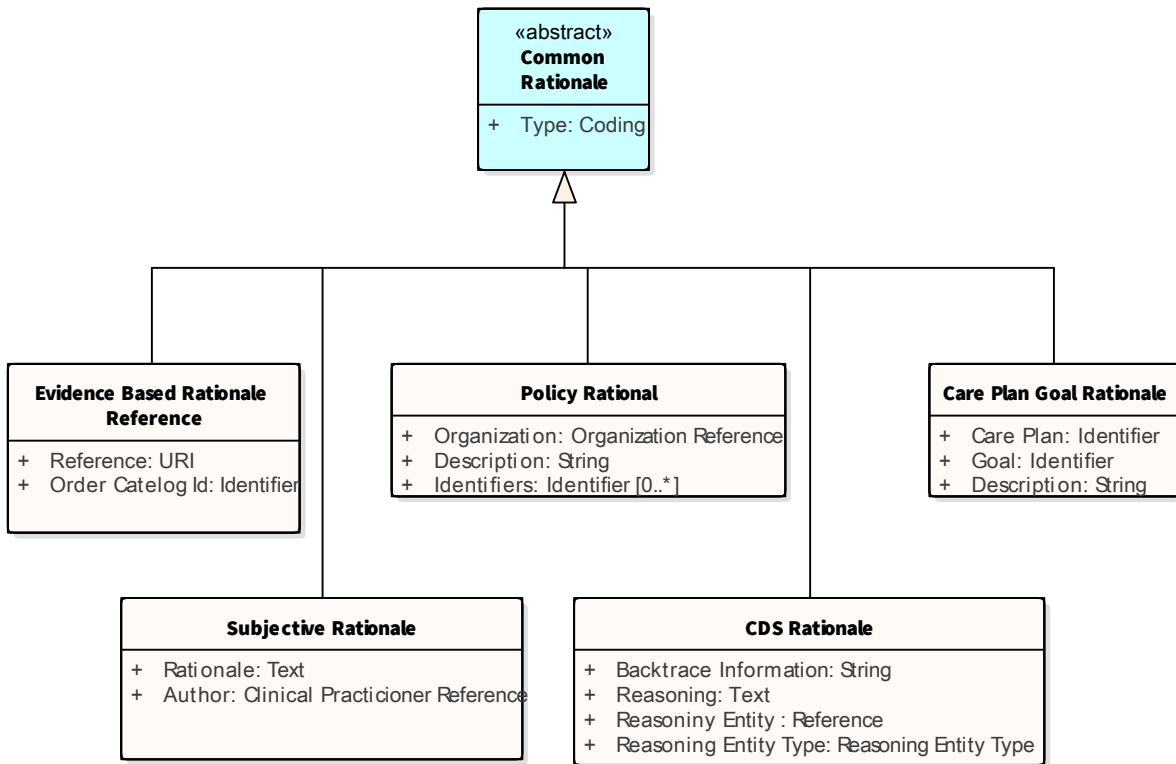 «abstract»
Common
Rationale
+ Type: Coding
Evidence Based Rationale
Reference
+ Reference: URI
+ Order Catelog Id: Identifier
Policy Rational
+ Organization: Organization Reference
+ Description: String
+ Identifiers: Identifier [0..*]
Care Plan Goal Rationale
+ Care Plan: Identifier
+ Goal: Identifier
+ Description: String
Subjective Rationale
+ Rationale: Text
+ Author: Clinical Practicioner Reference
CDS Rationale
+ Backtrace Information: String
+ Reasoning: Text
+ Reasoniny Entity : Reference
+ Reasoning Entity Type: Reasoning Entity Type